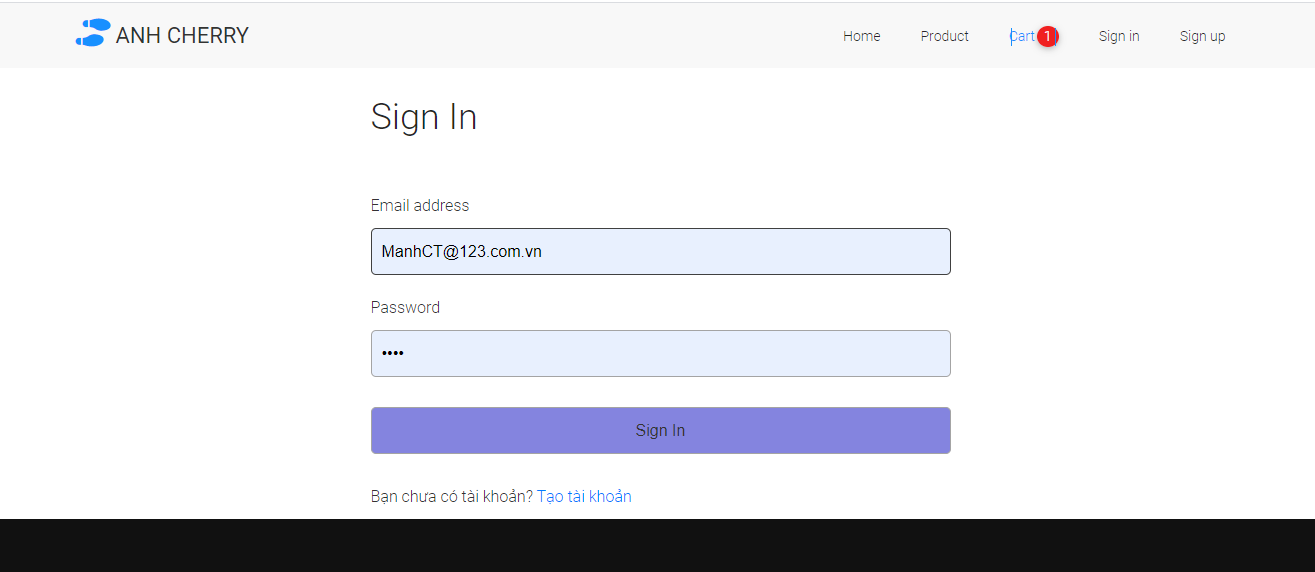 ANH CHERRY
Home Product Cart 1 Sign in Sign up
Sign In
Email address
ManhCT@123.com.vn
Password
••••
Sign In
Bạn chưa có tài khoản? Tạo tài khoản